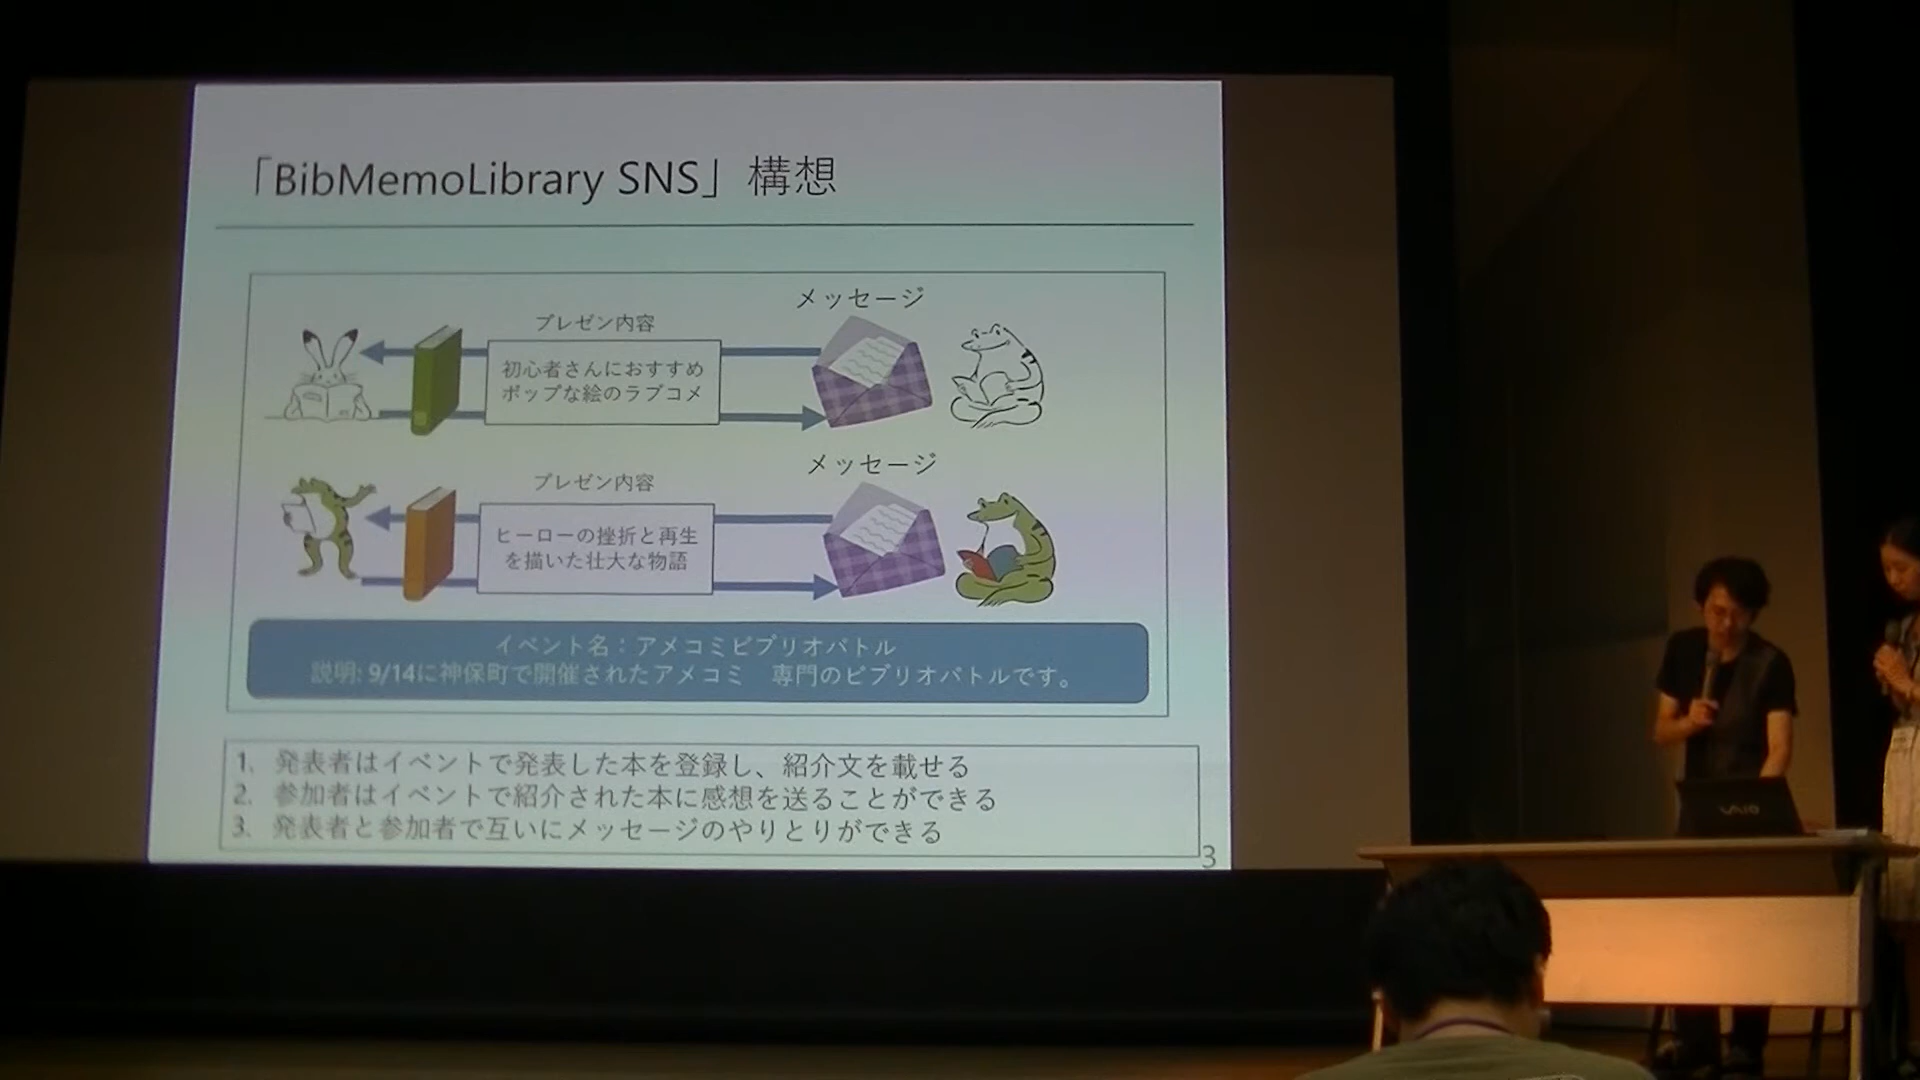 「BibMemoLibrary SNS」構想
メッセージ
プレゼン内容
初心者さんにおすすめ
ポップな絵のラブコメ
メッセージ
プレゼン内容
ヒーローの挫折と再生
を描いた壮大な物語
イベント名：アメコミビブリオバトル
説明: 9/14に神保町で開催されたアメコミ　専門のビブリオバトルです。
1. 発表者はイベントで発表した本を登録し、紹介文を載せる
2. 参加者はイベントで紹介された本に感想を送ることができる
3. 発表者と参加者で互いにメッセージのやりとりができる
3
VAIO